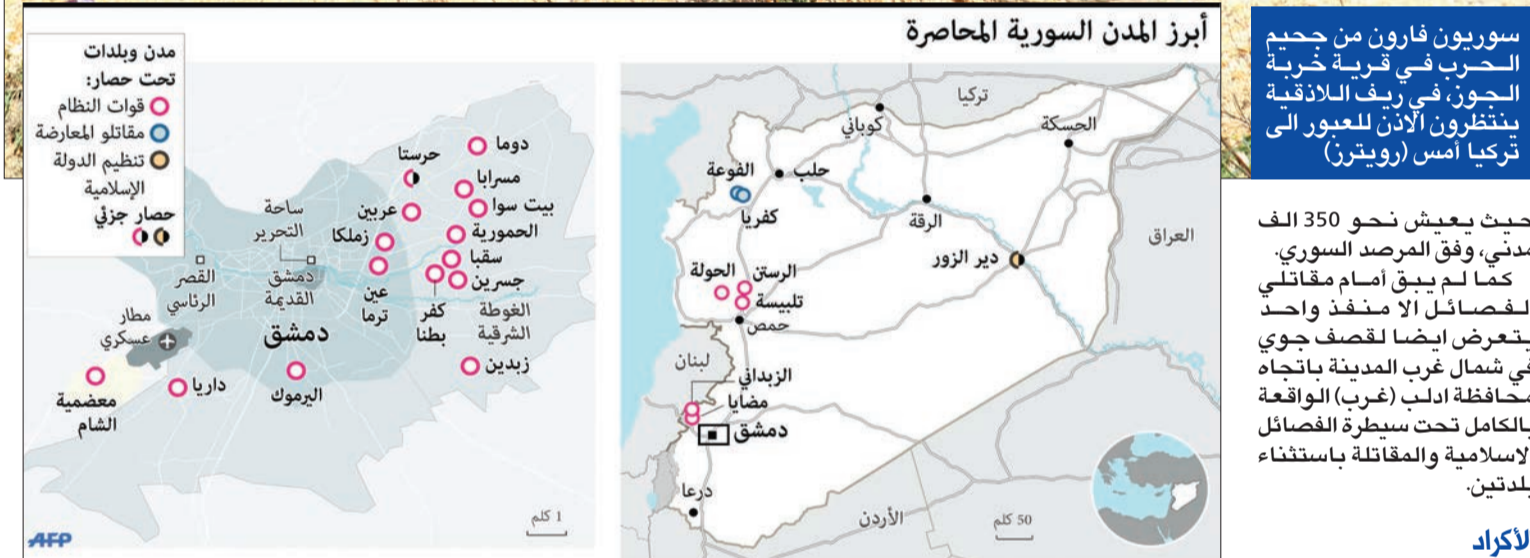 أبرز المدن السورية المحاصرة
سوريون فارون من جحيم
الحرب في قرية خربة
الجوز، في ريف اللاذقية
ينتظرون الاذن للعبور الى
تركيا أمس (رويترز)
حيث يعيش نحو 350 الف
مدني، وفق المرصد السوري.
كما لم يبق أمام مقاتلي
الفصائل الا منفذ واحد
يتعرض ايضا لقصف جوي
في شمال غرب المدينة باتجاه
محافظة ادلب (غرب) الواقعة
بالكامل تحت سيطرة الفصائل
الاسلامية والمقاتلة باستثناء
بلدتين.
الأكراد
تركيا
كوباني
الحسكة
حلب
الفوعة
كفريا
الرقة
العراق
دير الزور
الرستن
الحولة
تلبيسة
حمص
لبنان
الزبداني
مضايا
دمشق
درعا
الأردن
50 كلم
مدن وبلدات
تحت حصار:
قوات النظام
مقاتلو المعارضة
تنظيم الدولة
الإسلامية
حصار جزئي
دوما
حرستا
مسرابا
بيت سوا
عربين
الحمورية
زملكا
سقبا
جسرين
عين
ترما
كفر
بطنا
الغوطة
الشرقية
زبدين
ساحة
التحرير
دمشق
القديمة
القصر
الرئاسي
دمشق
مطار
عسكري
اليرموك
داريا
معضمية
الشام
1 كلم
AFP